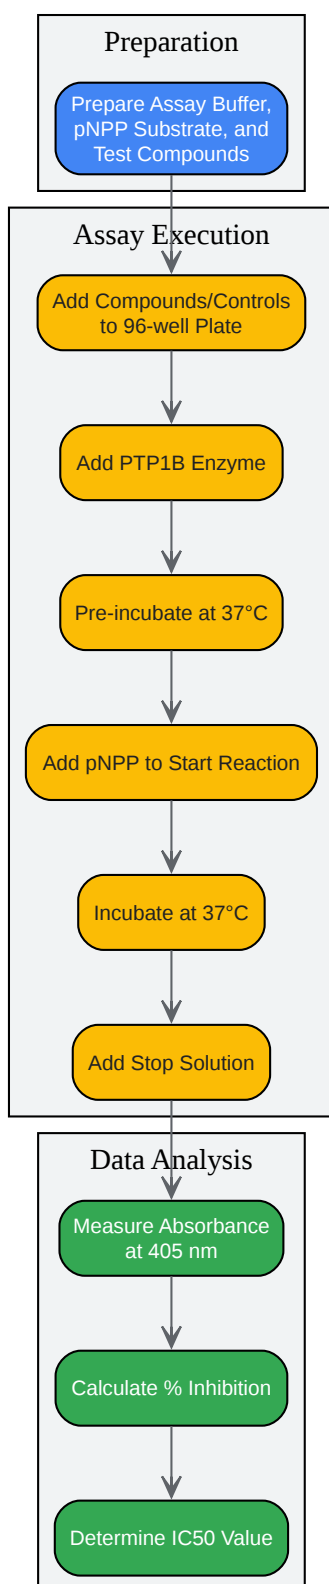 Preparation
Prepare Assay Buffer,
pNPP Substrate, and
Test Compounds
Assay Execution
Add Compounds/Controls
to 96-well Plate
Add PTP1B Enzyme
Pre-incubate at 37°C
Add pNPP to Start Reaction
Incubate at 37°C
Add Stop Solution
Data Analysis
Measure Absorbance
at 405 nm
Calculate % Inhibition
Determine IC50 Value